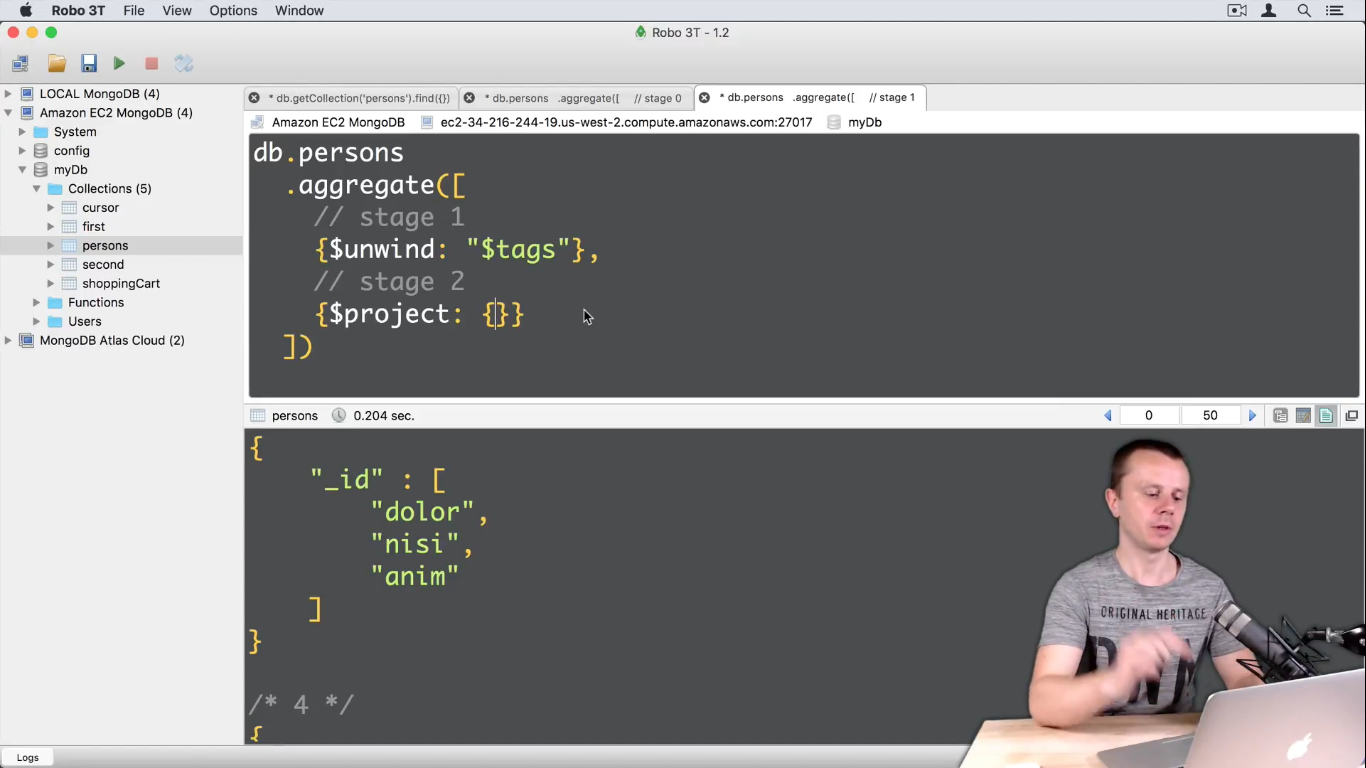 Robo 3T File View Options Window
Robo 3T - 1.2
LOCAL MongoDB (4)
Amazon EC2 MongoDB (4)
System
config
myDb
Collections (5)
cursor
first
persons
second
shoppingCart
Functions
Users
MongoDB Atlas Cloud (2)
* db.getCollection('persons').find({}) * db.persons .aggregate([ // stage 0 * db.persons .aggregate([ // stage 1
Amazon EC2 MongoDB ec2-34-216-244-19.us-west-2.compute.amazonaws.com:27017 myDb
db.persons
.aggregate([
// stage 1
{$unwind: "$tags"},
// stage 2
{$project: {}}
])
persons 0.204 sec. 0 50
{
"_id" : [
"dolor",
"nisi",
"anim"
]
}
/* 4 */
{
ORIGINAL HERITAGE
Logs